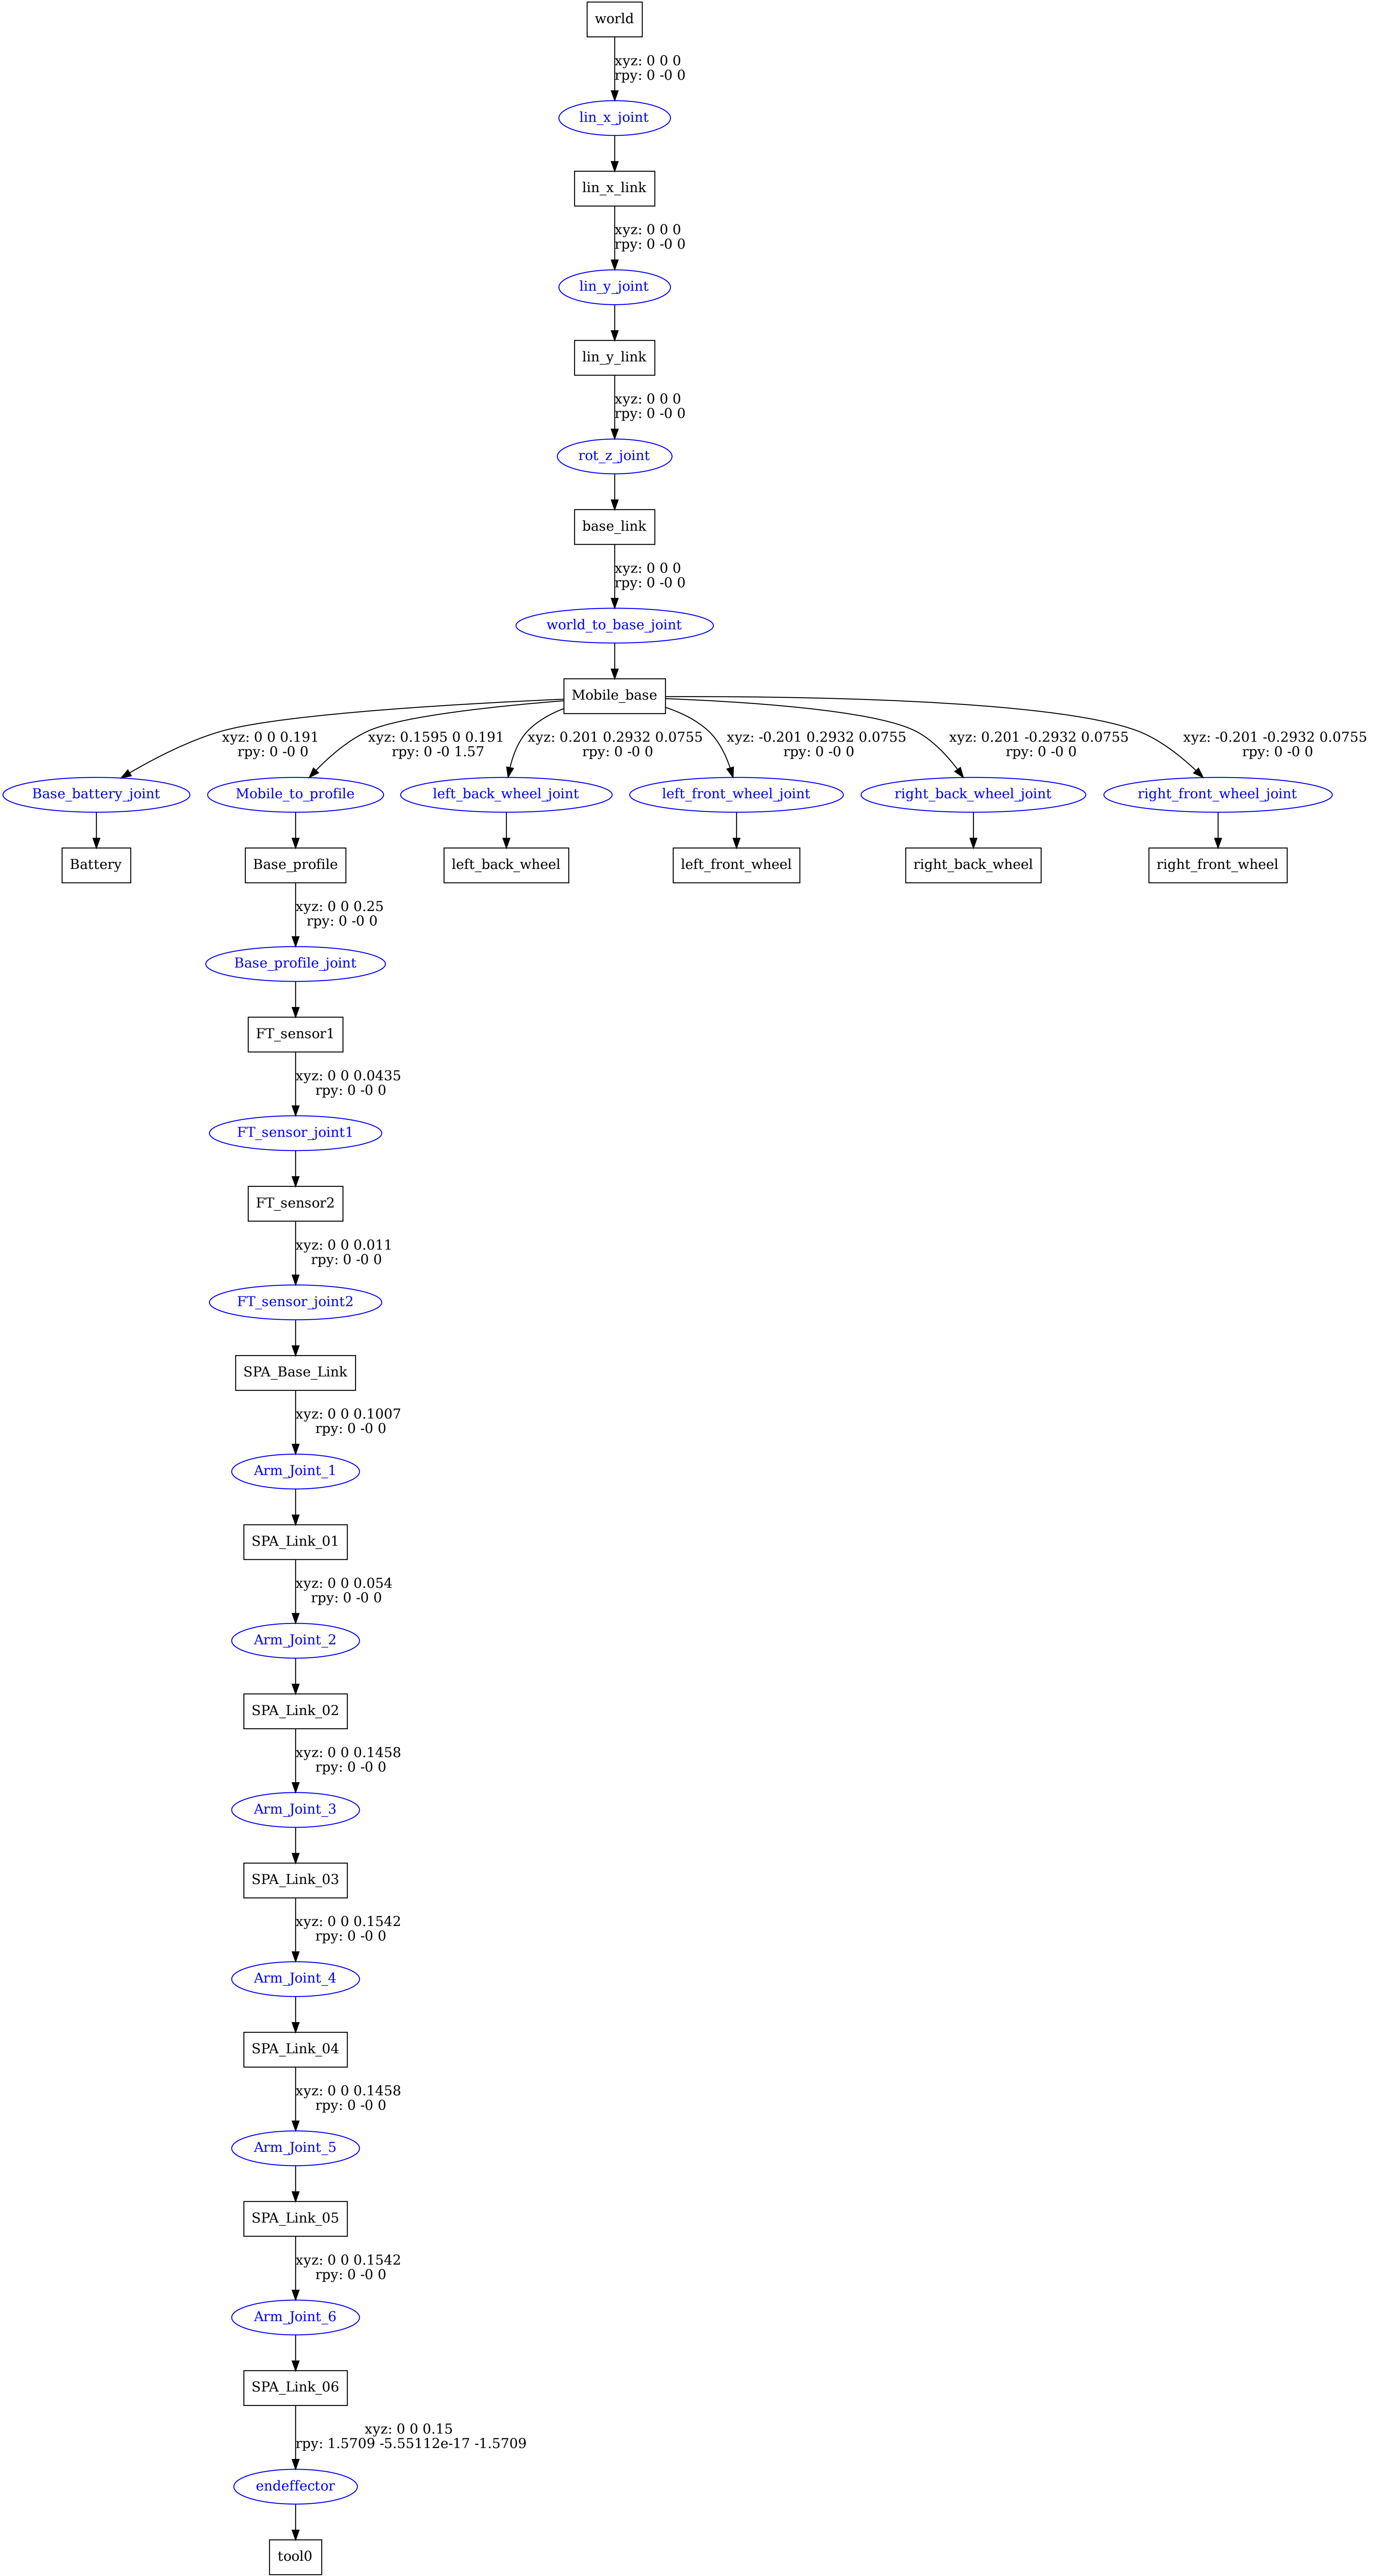 world
xyz: 0 0 0
rpy: 0 -0 0
lin_x_joint
lin_x_link
xyz: 0 0 0
rpy: 0 -0 0
lin_y_joint
lin_y_link
xyz: 0 0 0
rpy: 0 -0 0
rot_z_joint
base_link
xyz: 0 0 0
rpy: 0 -0 0
world_to_base_joint
Mobile_base
xyz: 0 0 0.191
rpy: 0 -0 0
xyz: 0.1595 0 0.191
rpy: 0 -0 1.57
xyz: 0.201 0.2932 0.0755
rpy: 0 -0 0
xyz: -0.201 0.2932 0.0755
rpy: 0 -0 0
xyz: 0.201 -0.2932 0.0755
rpy: 0 -0 0
xyz: -0.201 -0.2932 0.0755
rpy: 0 -0 0
Base_battery_joint
Mobile_to_profile
left_back_wheel_joint
left_front_wheel_joint
right_back_wheel_joint
right_front_wheel_joint
Battery
Base_profile
left_back_wheel
left_front_wheel
right_back_wheel
right_front_wheel
xyz: 0 0 0.25
rpy: 0 -0 0
Base_profile_joint
FT_sensor1
xyz: 0 0 0.0435
rpy: 0 -0 0
FT_sensor_joint1
FT_sensor2
xyz: 0 0 0.011
rpy: 0 -0 0
FT_sensor_joint2
SPA_Base_Link
xyz: 0 0 0.1007
rpy: 0 -0 0
Arm_Joint_1
SPA_Link_01
xyz: 0 0 0.054
rpy: 0 -0 0
Arm_Joint_2
SPA_Link_02
xyz: 0 0 0.1458
rpy: 0 -0 0
Arm_Joint_3
SPA_Link_03
xyz: 0 0 0.1542
rpy: 0 -0 0
Arm_Joint_4
SPA_Link_04
xyz: 0 0 0.1458
rpy: 0 -0 0
Arm_Joint_5
SPA_Link_05
xyz: 0 0 0.1542
rpy: 0 -0 0
Arm_Joint_6
SPA_Link_06
xyz: 0 0 0.15
rpy: 1.5709 -5.55112e-17 -1.5709
endeffector
tool0